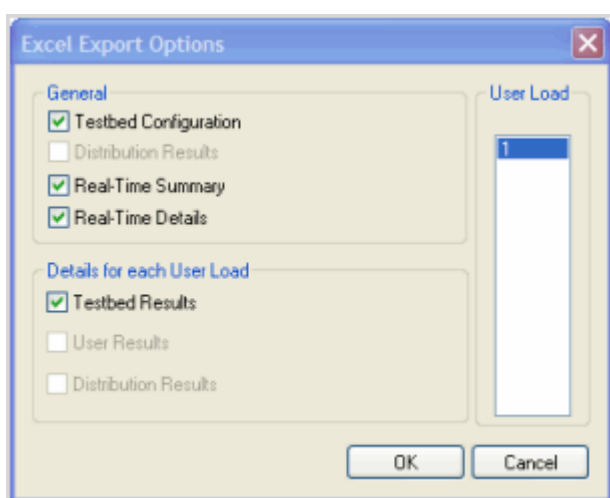 Excel Export Options
General
Testbed Configuration
Distribution Results
Real-Time Summary
Real-Time Details
Details for each User Load
Testbed Results
User Results
Distribution Results
User Load
1
OK
Cancel